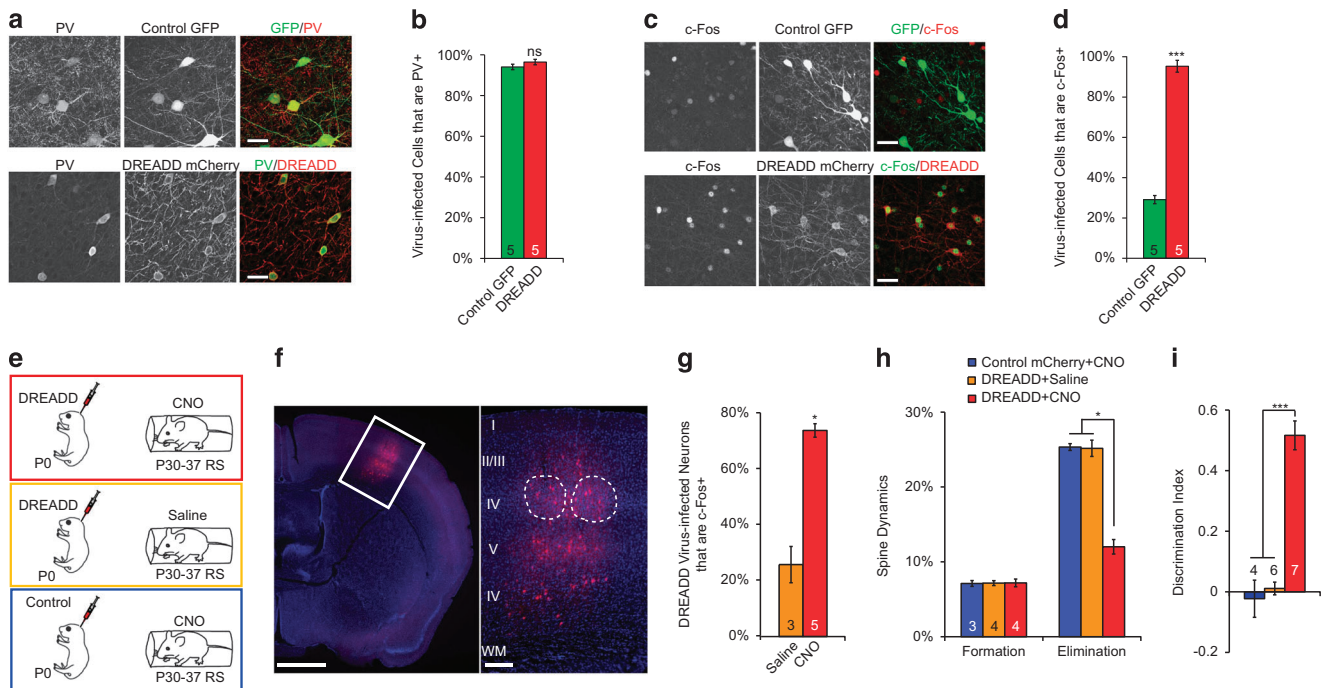 a
PV
Control GFP
GFP/PV
PV
DREADD mCherry
PV/DREADD
b
Virus-infected Cells that are PV+
100%
80%
60%
40%
20%
0%
ns
5
5
Control GFP
DREADD
c
c-Fos
Control GFP
GFP/c-Fos
c-Fos
DREADD mCherry
c-Fos/DREADD
d
Virus-infected Cells that are c-Fos+
100%
80%
60%
40%
20%
0%
***
5
5
Control GFP
DREADD
e
DREADD
P0
CNO
P30-37 RS
DREADD
P0
Saline
P30-37 RS
Control
P0
CNO
P30-37 RS
f
I
II/III
IV
V
IV
WM
g
DREADD Virus-infected Neurons
that are c-Fos+
80%
60%
40%
20%
0%
*
3
5
Saline
CNO
h
Control mCherry+CNO
DREADD+Saline
DREADD+CNO
Spine Dynamics
30%
20%
10%
0%
*
3
4
4
Formation
Elimination
i
Discrimination Index
0.6
0.4
0.2
0
-0.2
***
4
6
7